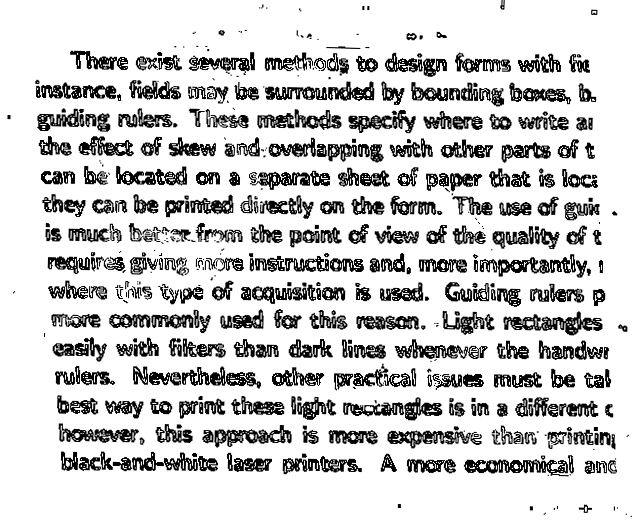 There exist several methods to design forms with
instance, fields may be surrounded by bounding boxes,
guiding rulers. These methods specify where to write
the effect of skew and overlapping with other parts of
can be located on a separate sheet of paper that is
they can be printed directly on the form. The use of
is much better from the point of view of the quality of
requires giving more instructions and, more importantly,
where this type of acquisition is used. Guiding rulers
more commonly used for this reason. Light rectangles
easily with filters than dark lines whenever the
rulers. Nevertheless, other practical issues must be
best way to print these light rectangles is in a different
however, this approach is more expensive than
black-and-white laser printers. A more economical and